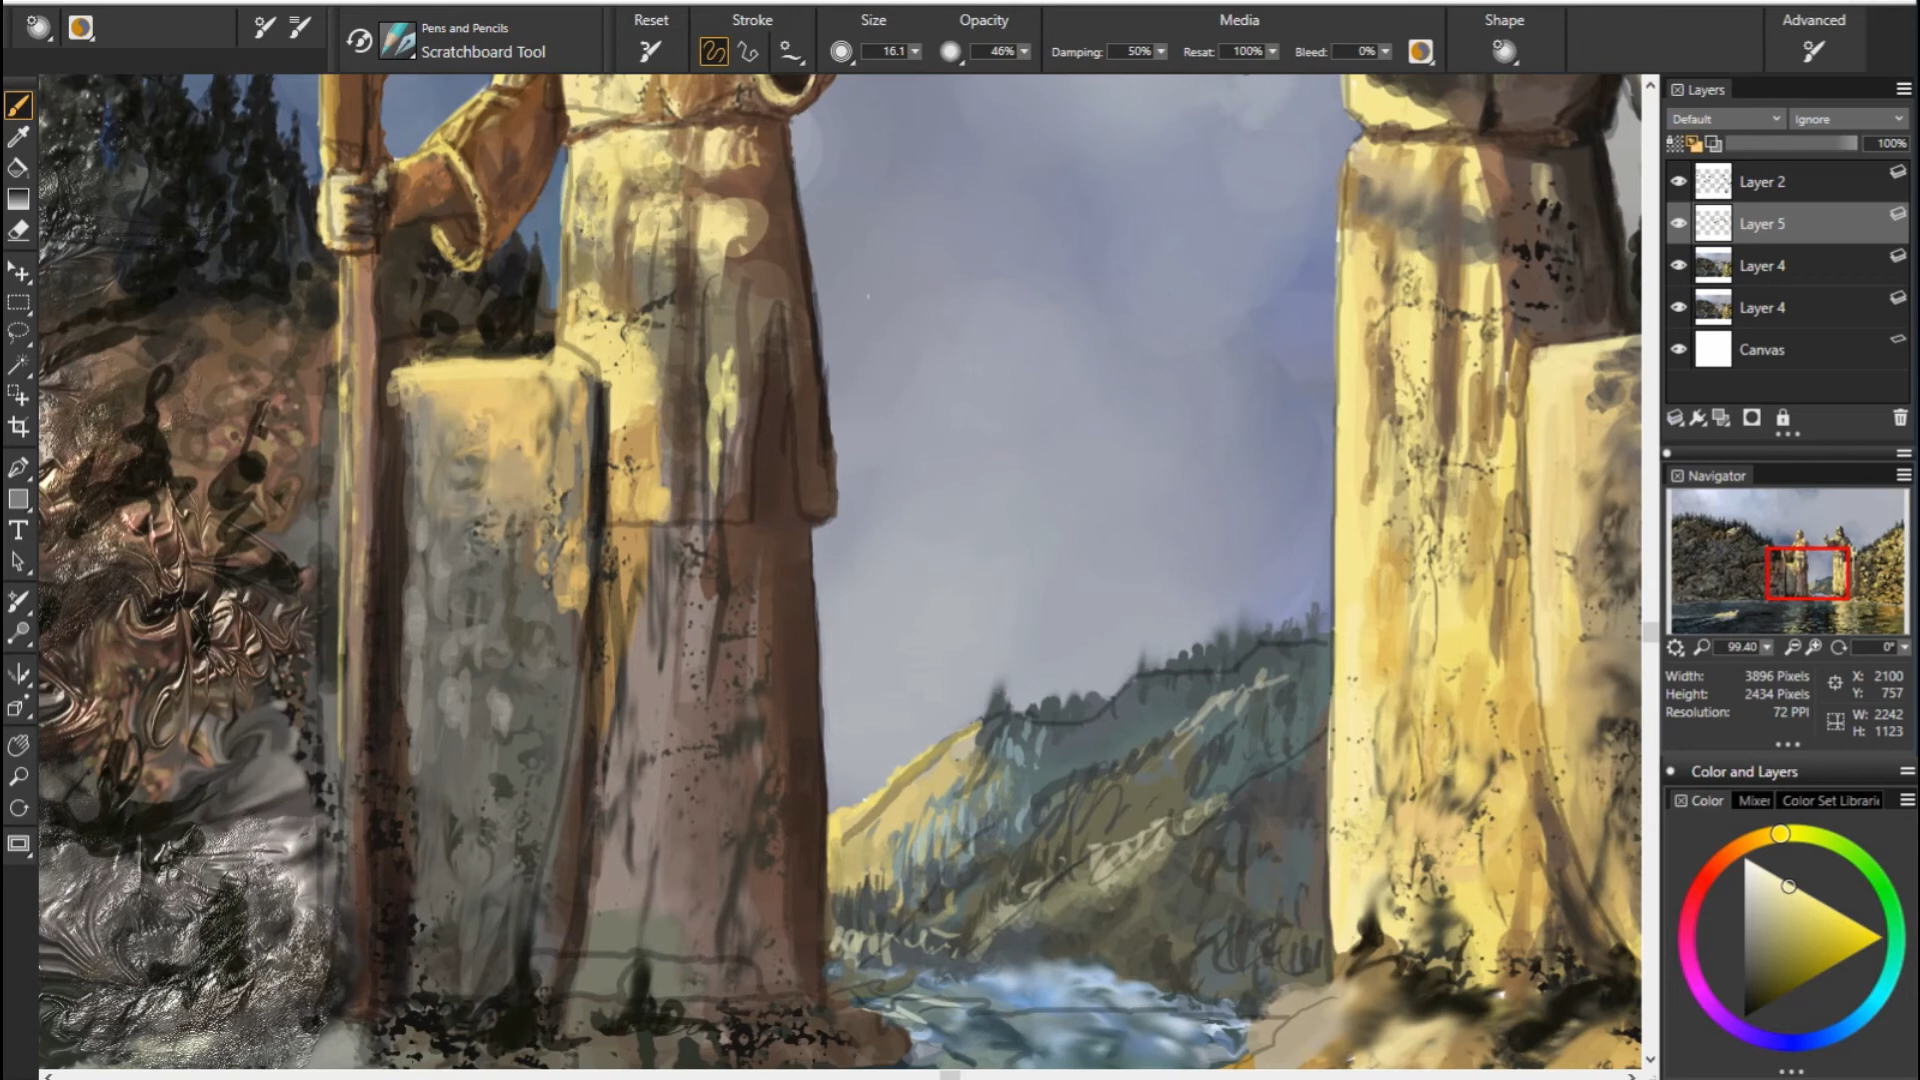 Reset Stroke Size Opacity Media Shape Advanced
Pens and Pencils
Scratchboard Tool
16.1 46% Damping: 50% Resat: 100% Bleed: 0%
Layers
Default Ignore
100%
Layer 2
Layer 5
Layer 4
Layer 4
Canvas
T
Navigator
99.40 0°
Width: 3896 Pixels X: 2100
Height: 2434 Pixels Y: 757
Resolution: 72 PPI W: 2242
H: 1123
Color and Layers
Color Mixer Color Set Librari